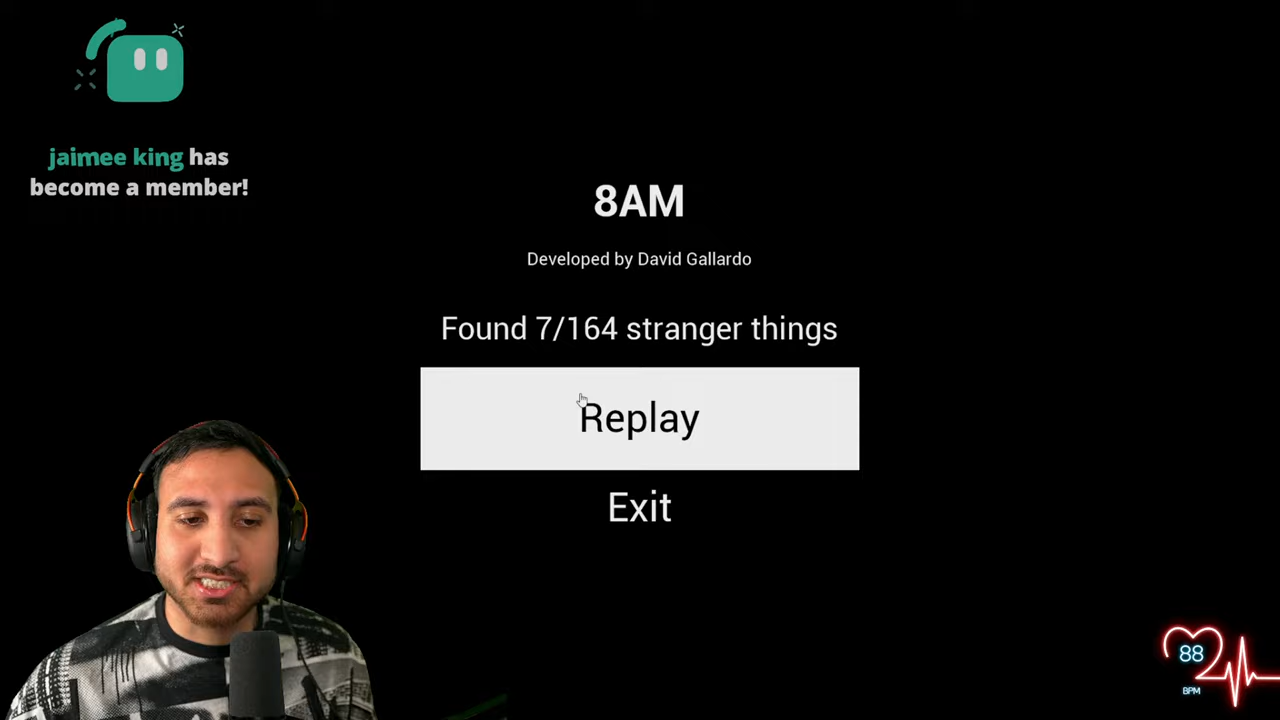 jaimee king has
become a member!
8AM
Developed by David Gallardo
Found 7/164 stranger things
Replay
Exit
88
BPM